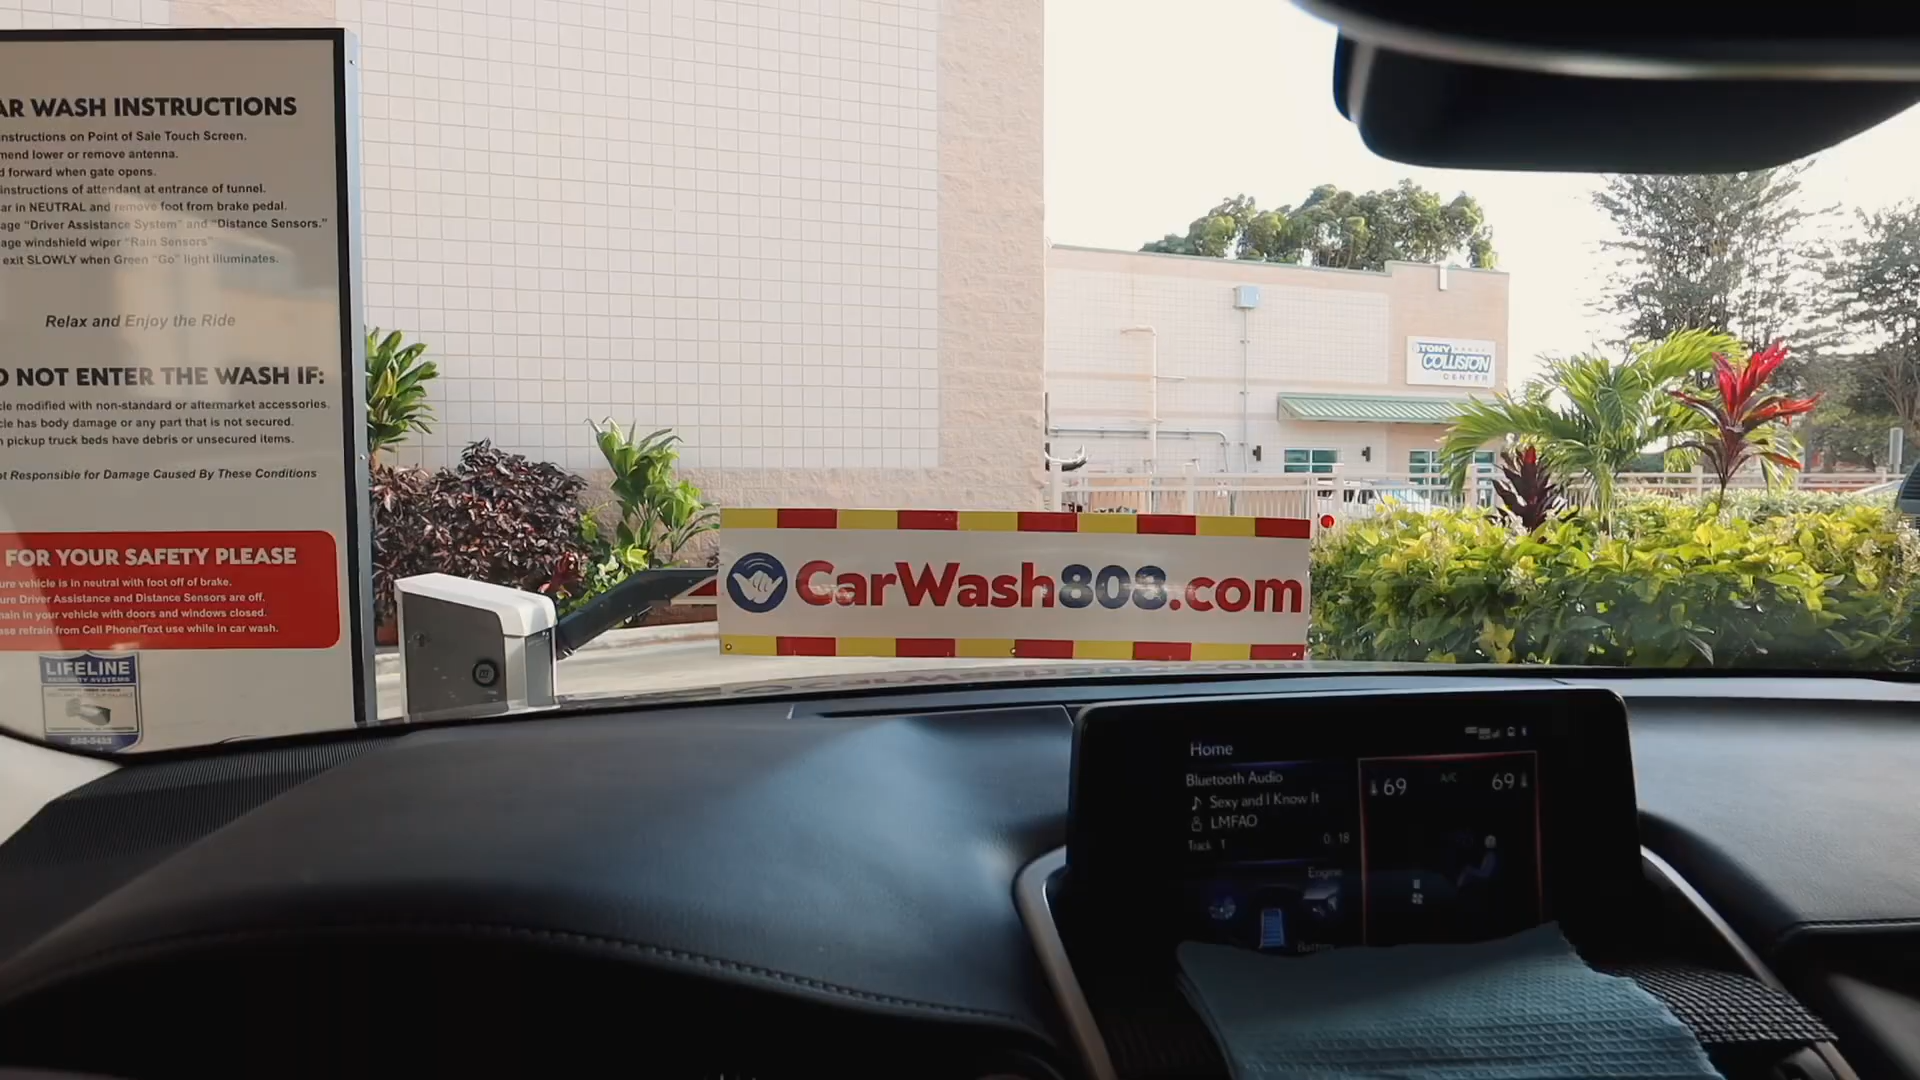 AR WASH INSTRUCTIONS
instructions on Point of Sale Touch Screen.
mend lower or remove antenna.
d forward when gate opens.
instructions of attendant at entrance of tunnel.
ar in NEUTRAL and remove foot from brake pedal.
age "Driver Assistance System" and "Distance Sensors."
age windshield wiper "Rain Sensors"
exit SLOWLY when Green "Go" light illuminates.
Relax and Enjoy the Ride
O NOT ENTER THE WASH IF:
cle modified with non-standard or aftermarket accessories.
cle has body damage or any part that is not secured.
n pickup truck beds have debris or unsecured items.
ot Responsible for Damage Caused By These Conditions
FOR YOUR SAFETY PLEASE
ure vehicle is in neutral with foot off of brake.
ure Driver Assistance and Distance Sensors are off.
main in your vehicle with doors and windows closed.
ase refrain from Cell Phone/Text use while in car wash.
LIFELINE
SECURITY SYSTEMS
CarWash808.com
TONY
COLLISION
CENTER
Home
Bluetooth Audio
Sexy and I Know It
LMFAO
Track 1
0:18
Engine
Battery
69
A/C
69